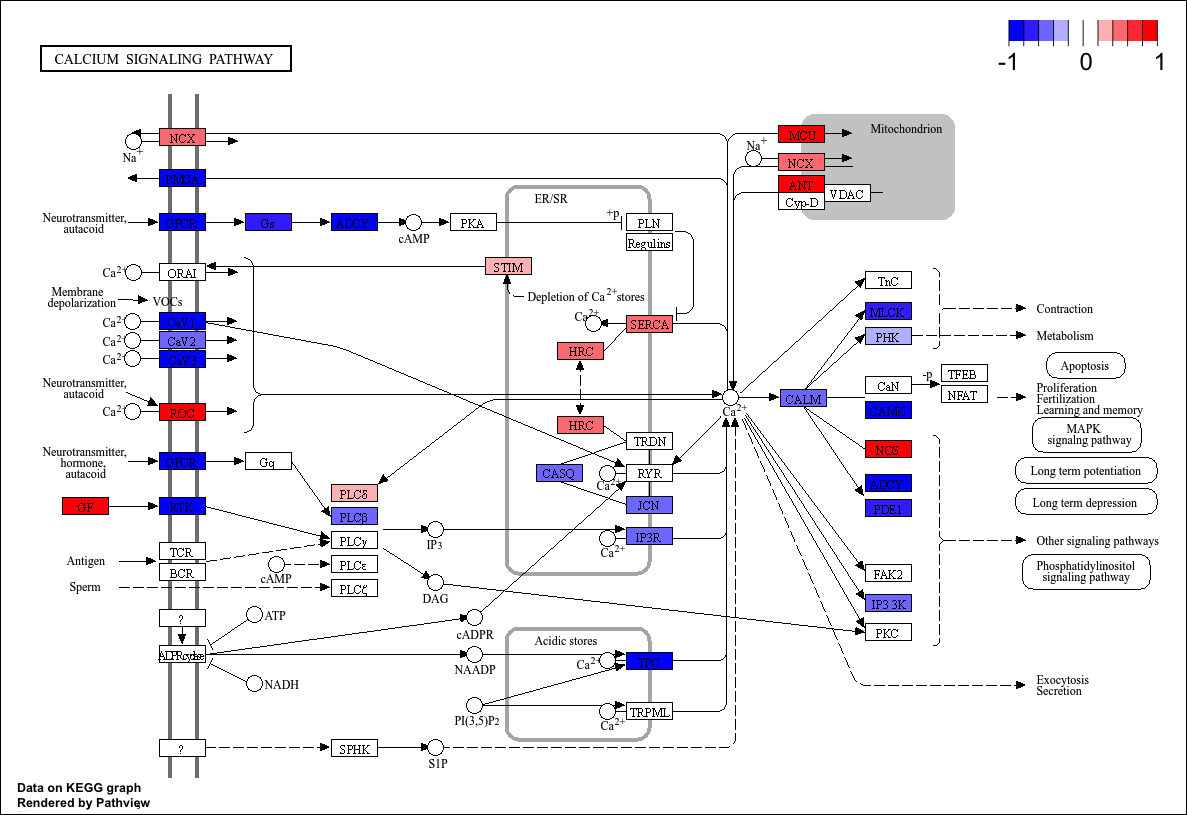 CALCIUM SIGNALING PATHWAY
-1 0 1
NCX
Na+
PMCA
Neurotransmitter,
autacoid
GPCR
Gs
ADCY
cAMP
PKA
+p
PLN
Regulins
ER/SR
Ca2+
ORAI
STIM
Membrane
depolarization
VOCs
Depletion of Ca2+ stores
Ca2+
CaV1
Ca2+
CaV2
Ca2+
CaV3
Ca2+
SERCA
HRC
Neurotransmitter,
autacoid
Ca2+
ROC
HRC
TRDN
Neurotransmitter,
hormone,
autacoid
GPCR
Gq
CASQ
Ca2+
RYR
GF
RTK
PLCδ
PLCβ
JCN
PLCγ
IP3
Ca2+
IP3R
Antigen
TCR
BCR
cAMP
PLCε
Sperm
PLCζ
DAG
?
ATP
cADPR
NADH
NAADP
Acidic stores
Ca2+
TPC
PI(3,5)P2
Ca2+
TRPML
?
SPHK
S1P
Mitochondrion
MCU
Na+
NCX
ANT
Cyp-D
VDAC
Ca2+
CALM
TnC
MLCK
PHK
CaN
CAMK
-p
TFEB
NFAT
NOS
ADCY
PDE1
FAK2
IP3 3K
PKC
Contraction
Metabolism
Apoptosis
Proliferation
Fertilization
Learning and memory
MAPK
signaling pathway
Long term potentiation
Long term depression
Other signaling pathways
Phosphatidylinositol
signaling pathway
Exocytosis
Secretion
Data on KEGG graph
Rendered by Pathview